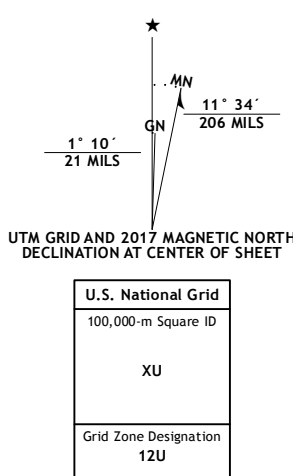 ★
MN
GN
11° 34´
206 MILS
1° 10´
21 MILS
UTM GRID AND 2017 MAGNETIC NORTH
DECLINATION AT CENTER OF SHEET
U.S. National Grid
100,000-m Square ID
XU
Grid Zone Designation
12U